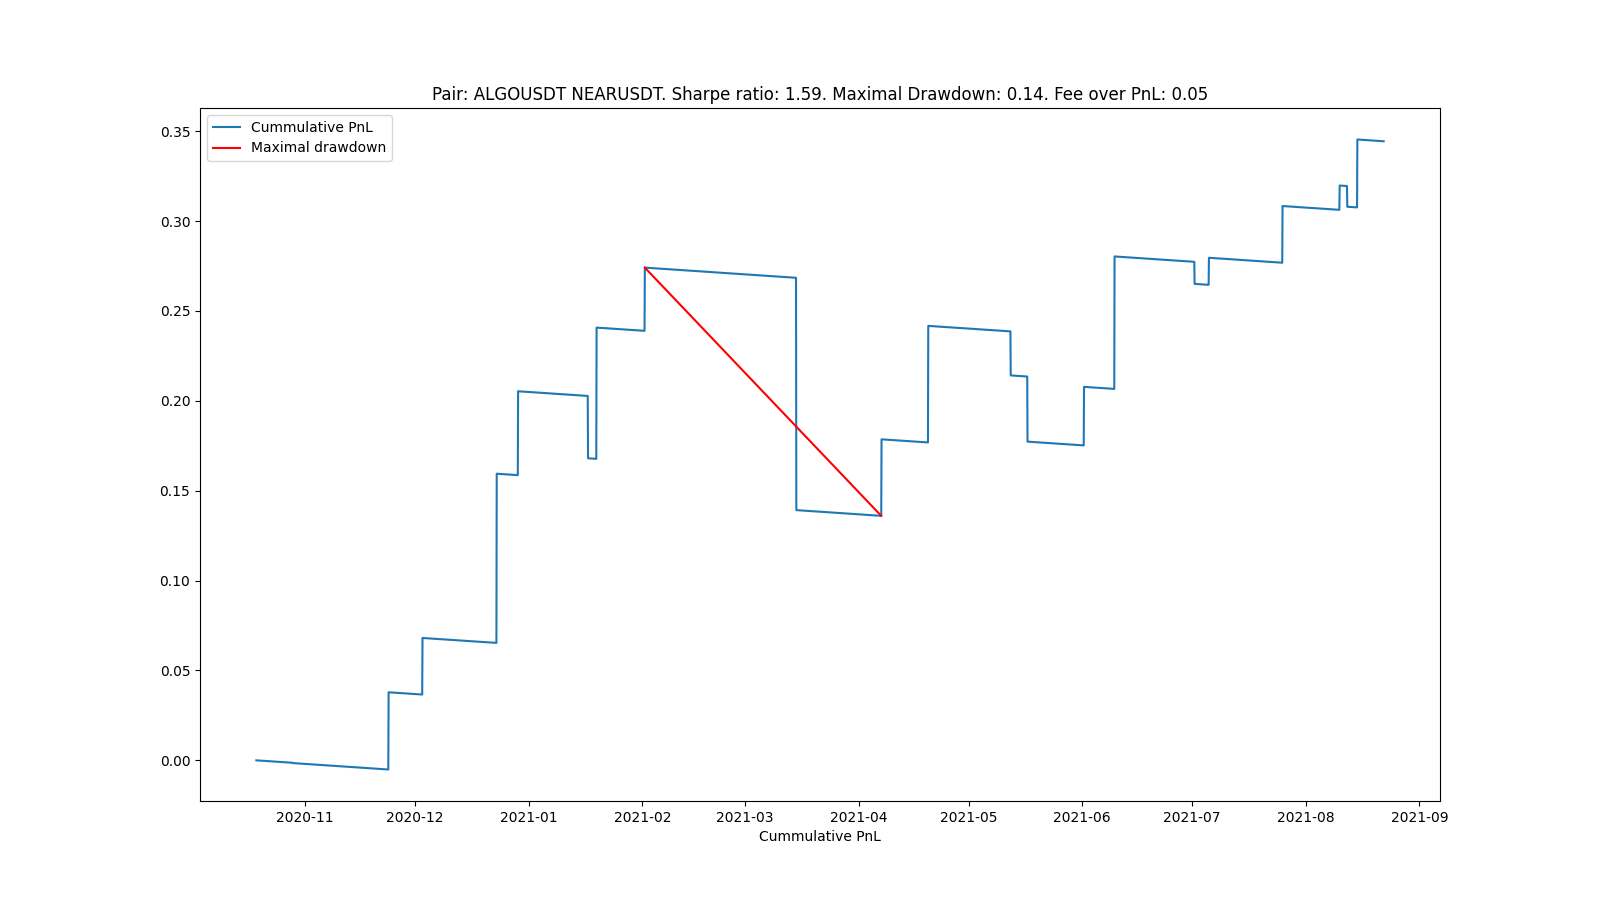 Pair: ALGOUSDT NEARUSDT. Sharpe ratio: 1.59. Maximal Drawdown: 0.14. Fee over PnL: 0.05
Cummulative PnL
Maximal drawdown
0.35
0.30
0.25
0.20
0.15
0.10
0.05
0.00
2020-11 2020-12 2021-01 2021-02 2021-03 2021-04 2021-05 2021-06 2021-07 2021-08 2021-09
Cummulative PnL